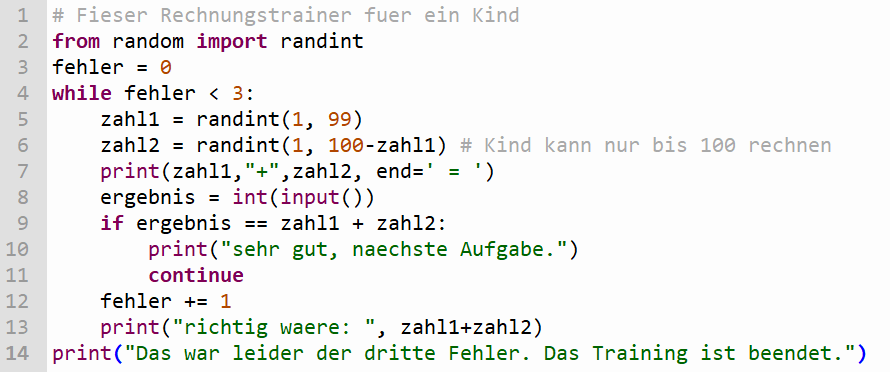 1 # Fieser Rechnungstrainer fuer ein Kind
2 from random import randint
3 fehler = 0
4 while fehler < 3:
5     zahl1 = randint(1, 99)
6     zahl2 = randint(1, 100-zahl1) # Kind kann nur bis 100 rechnen
7     print(zahl1,"+",zahl2, end=' = ')
8     ergebnis = int(input())
9     if ergebnis == zahl1 + zahl2:
10         print("sehr gut, naechste Aufgabe.")
11         continue
12     fehler += 1
13     print("richtig waere: ", zahl1+zahl2)
14 print("Das war leider der dritte Fehler. Das Training ist beendet.")